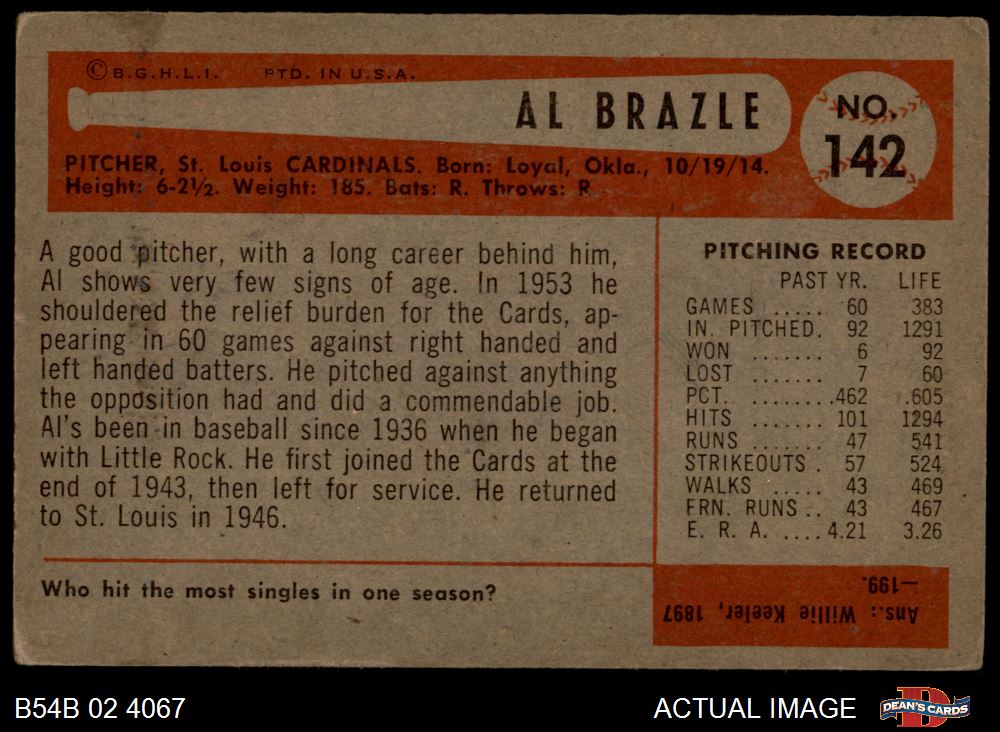 ©B.G.H.L.I. PTD. IN U.S.A.
AL BRAZLE
NO.
142
PITCHER, St. Louis CARDINALS. Born: Loyal, Okla., 10/19/14.
Height: 6-2½. Weight: 185. Bats: R. Throws: R
A good pitcher, with a long career behind him,
Al shows very few signs of age. In 1953 he
shouldered the relief burden for the Cards, ap-
pearing in 60 games against right handed and
left handed batters. He pitched against anything
the opposition had and did a commendable job.
Al's been in baseball since 1936 when he began
with Little Rock. He first joined the Cards at the
end of 1943, then left for service. He returned
to St. Louis in 1946.
PITCHING RECORD
PAST YR. LIFE
GAMES ..... 60 383
IN. PITCHED. 92 1291
WON ....... 6 92
LOST ....... 7 60
PCT. ........462 .605
HITS ....... 101 1294
RUNS ....... 47 541
STRIKEOUTS . 57 524
WALKS ..... 43 469
ERN. RUNS .. 43 467
E. R. A. ....4.21 3.26
Who hit the most singles in one season?
Ans.: Willie Keeler, 1897
—199.
B54B 02 4067
ACTUAL IMAGE
D
DEAN'S CARDS